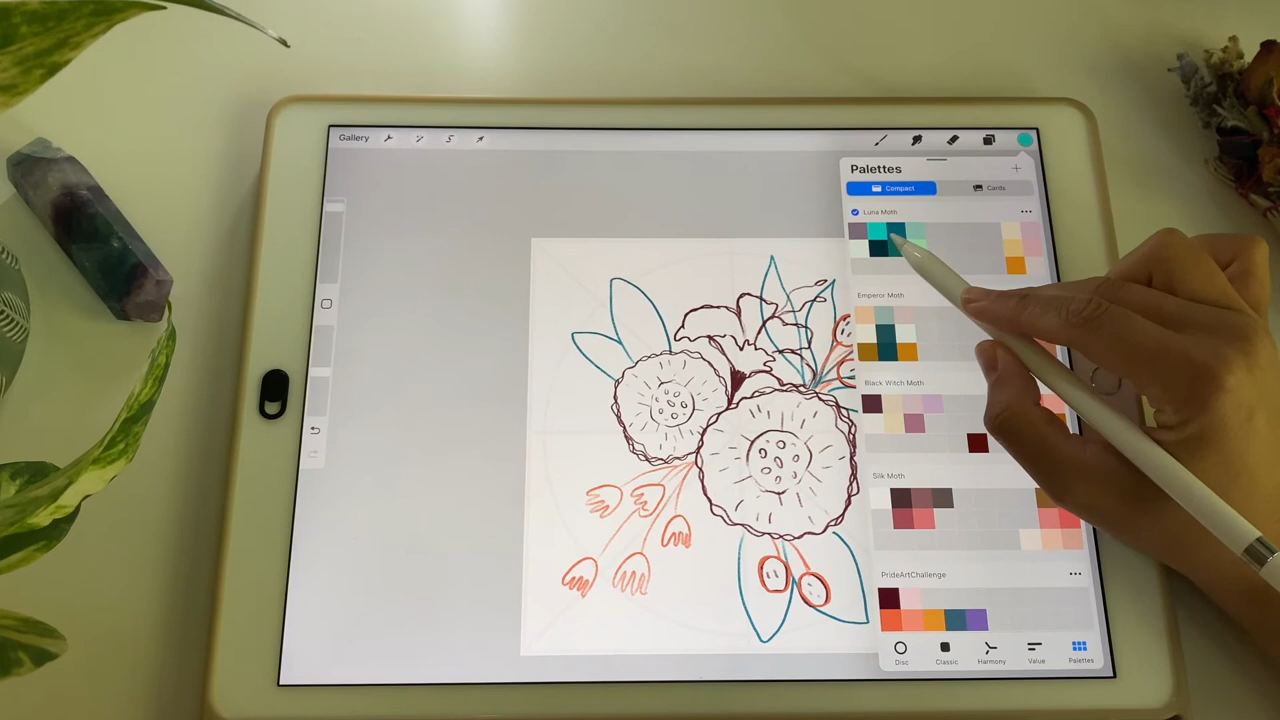 Gallery
Palettes
Compact
Cards
Luna Moth
Emperor Moth
Black Witch Moth
Silk Moth
PrideArtChallenge
Disc
Classic
Harmony
Value
Palettes